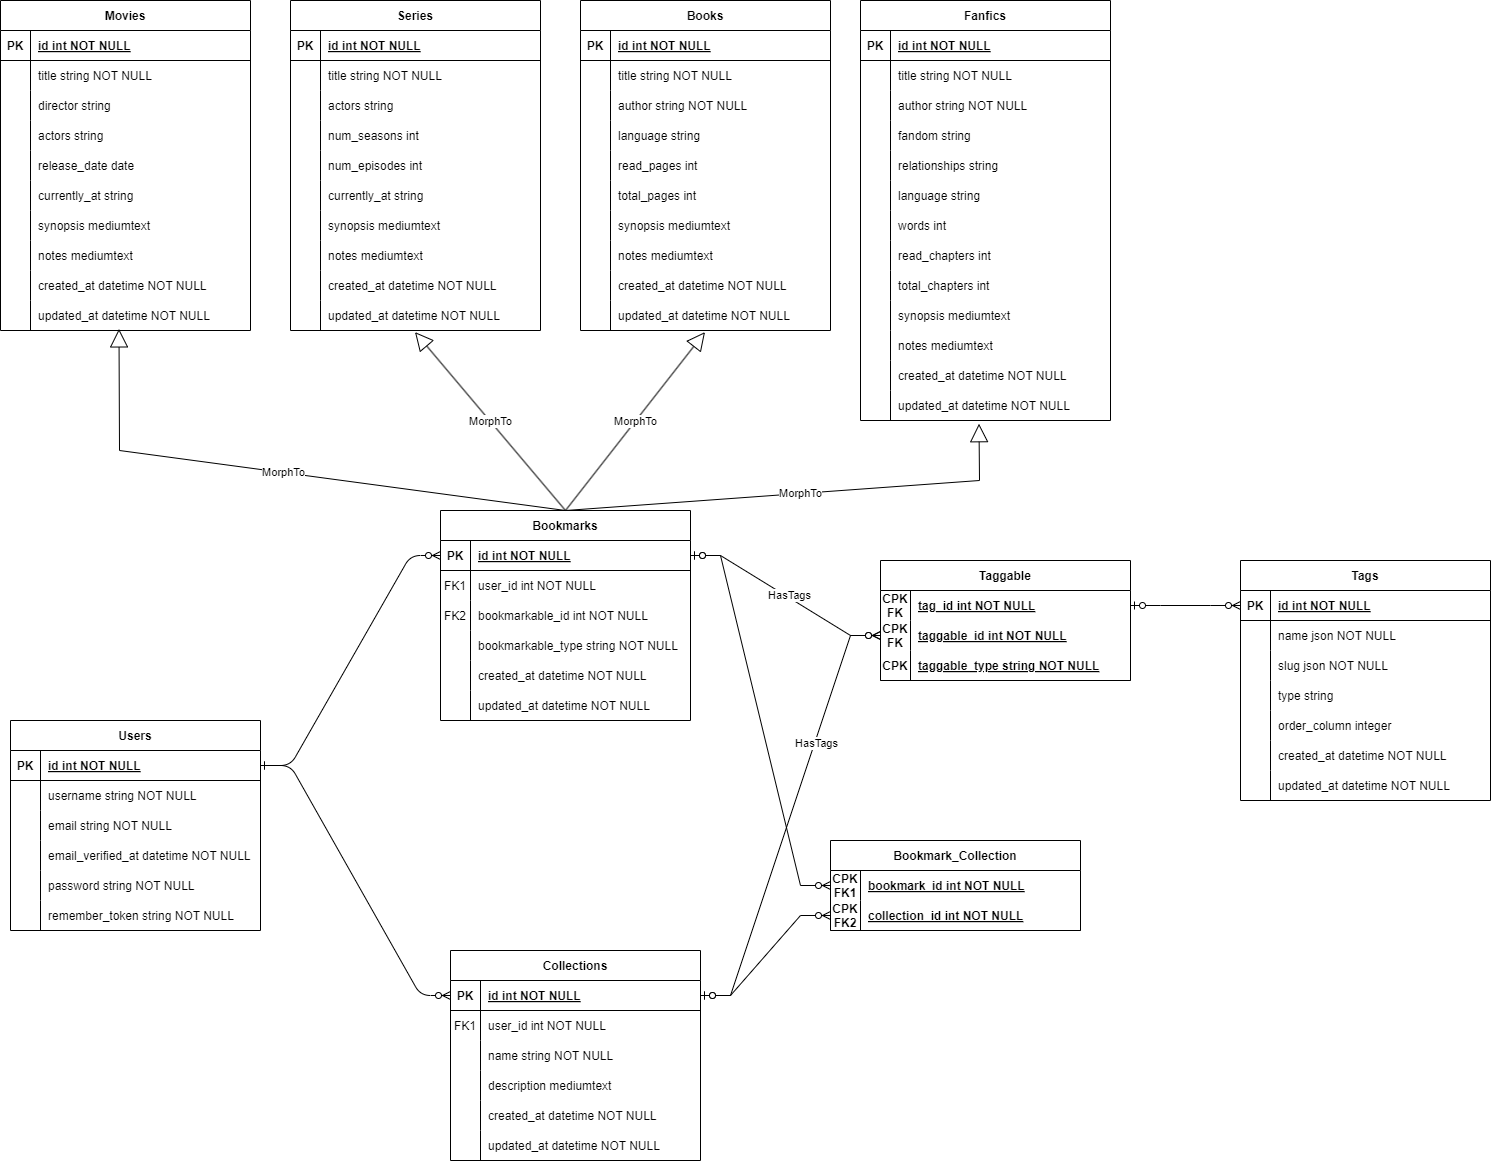 Movies
PK id int NOT NULL
title string NOT NULL
director string
actors string
release_date date
currently_at string
synopsis mediumtext
notes mediumtext
created_at datetime NOT NULL
updated_at datetime NOT NULL
Series
PK id int NOT NULL
title string NOT NULL
actors string
num_seasons int
num_episodes int
currently_at string
synopsis mediumtext
notes mediumtext
created_at datetime NOT NULL
updated_at datetime NOT NULL
Books
PK id int NOT NULL
title string NOT NULL
author string NOT NULL
language string
read_pages int
total_pages int
synopsis mediumtext
notes mediumtext
created_at datetime NOT NULL
updated_at datetime NOT NULL
Fanfics
PK id int NOT NULL
title string NOT NULL
author string NOT NULL
fandom string
relationships string
language string
words int
read_chapters int
total_chapters int
synopsis mediumtext
notes mediumtext
created_at datetime NOT NULL
updated_at datetime NOT NULL
MorphTo
MorphTo
MorphTo
MorphTo
Bookmarks
PK id int NOT NULL
FK1 user_id int NOT NULL
FK2 bookmarkable_id int NOT NULL
bookmarkable_type string NOT NULL
created_at datetime NOT NULL
updated_at datetime NOT NULL
HasTags
HasTags
Taggable
CPK
FK
tag_id int NOT NULL
CPK
FK
taggable_id int NOT NULL
CPK taggable_type string NOT NULL
Tags
PK id int NOT NULL
name json NOT NULL
slug json NOT NULL
type string
order_column integer
created_at datetime NOT NULL
updated_at datetime NOT NULL
Users
PK id int NOT NULL
username string NOT NULL
email string NOT NULL
email_verified_at datetime NOT NULL
password string NOT NULL
remember_token string NOT NULL
Bookmark_Collection
CPK
FK1
bookmark_id int NOT NULL
CPK
FK2
collection_id int NOT NULL
Collections
PK id int NOT NULL
FK1 user_id int NOT NULL
name string NOT NULL
description mediumtext
created_at datetime NOT NULL
updated_at datetime NOT NULL